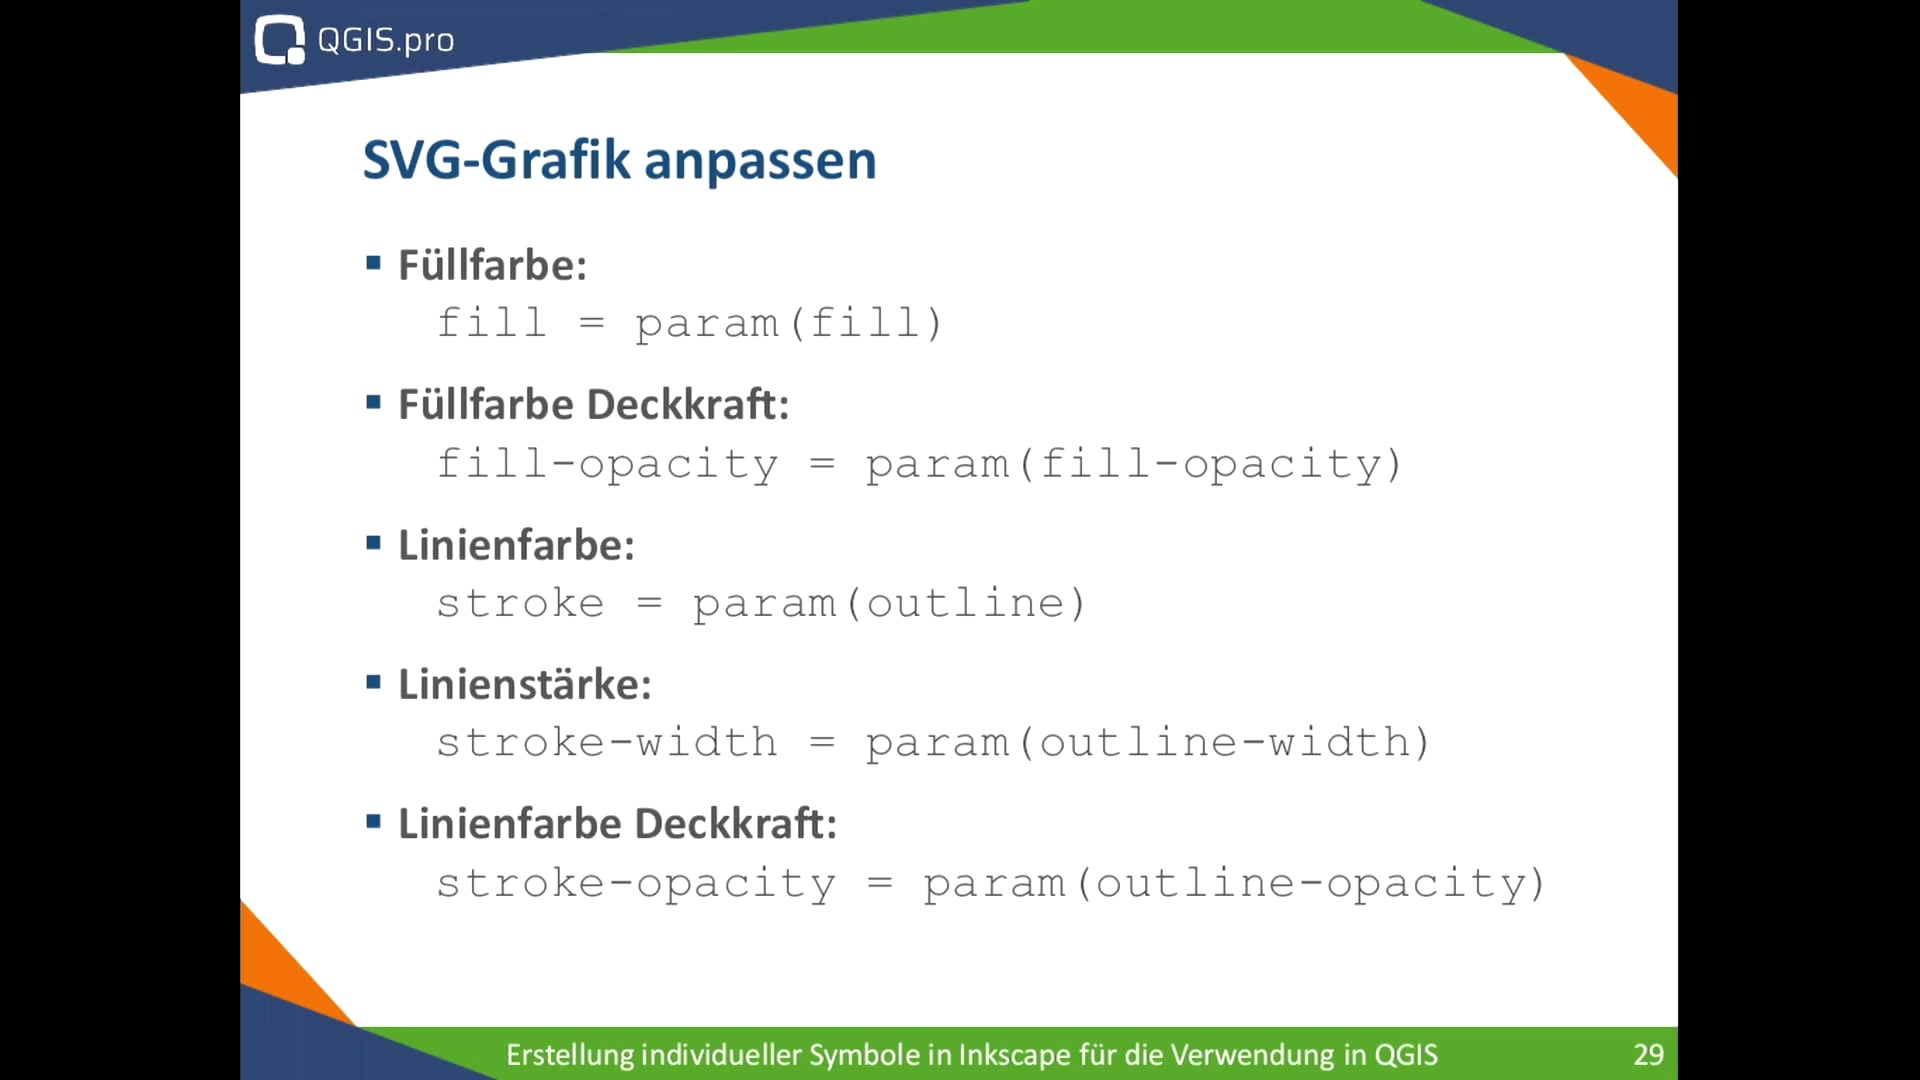 QGIS.pro
SVG-Grafik anpassen
▪ Füllfarbe:
fill = param(fill)
▪ Füllfarbe Deckkraft:
fill-opacity = param(fill-opacity)
▪ Linienfarbe:
stroke = param(outline)
▪ Linienstärke:
stroke-width = param(outline-width)
▪ Linienfarbe Deckkraft:
stroke-opacity = param(outline-opacity)
Erstellung individueller Symbole in Inkscape für die Verwendung in QGIS 29